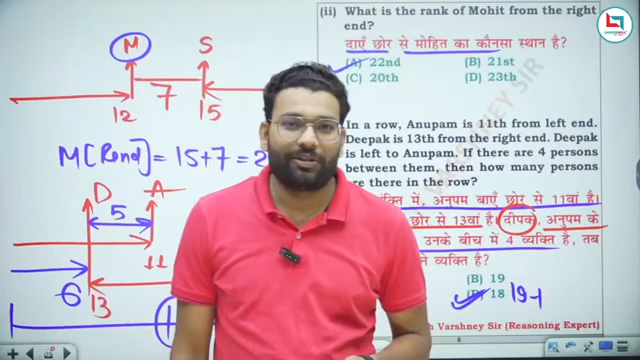 (ii) What is the rank of Mohit from the right
end?
दाएँ छोर से मोहित का कौनसा स्थान है?
(A) 22nd (B) 21st
(C) 20th (D) 23th
M S
7
12 15
M[Rend] = 15+7 = 2
In a row, Anupam is 11th from left end.
Deepak is 13th from the right end. Deepak
is left to Anupam. If there are 4 persons
between them, then how many persons
are there in the row?
में, अनुपम बाएँ छोर से 11वां है।
छोर से 13वां है दीपक, अनुपम के
उनके बीच में 4 व्यक्ति है, तब
व्यक्ति है?
(B) 19
(D) 18 19-1
D A
5
11
6
13
Varshney Sir (Reasoning Expert)
6